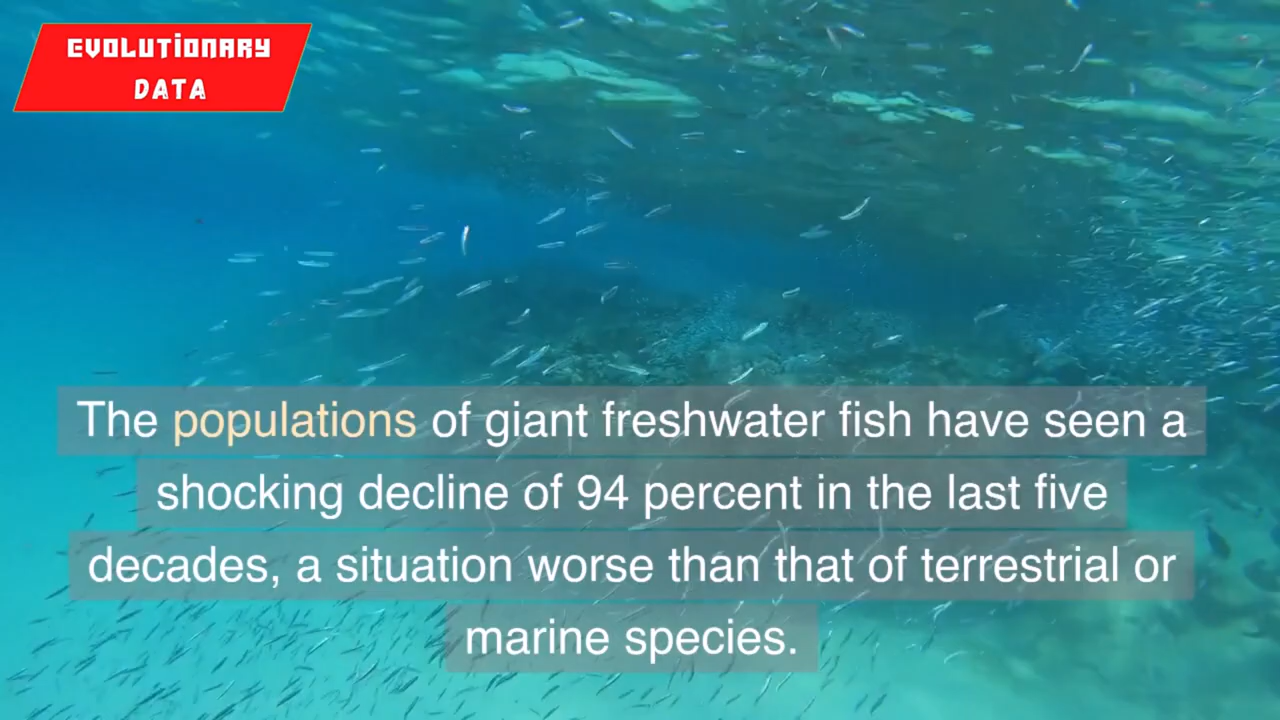 EVOLUTIONARY
DATA
The populations of giant freshwater fish have seen a
shocking decline of 94 percent in the last five
decades, a situation worse than that of terrestrial or
marine species.